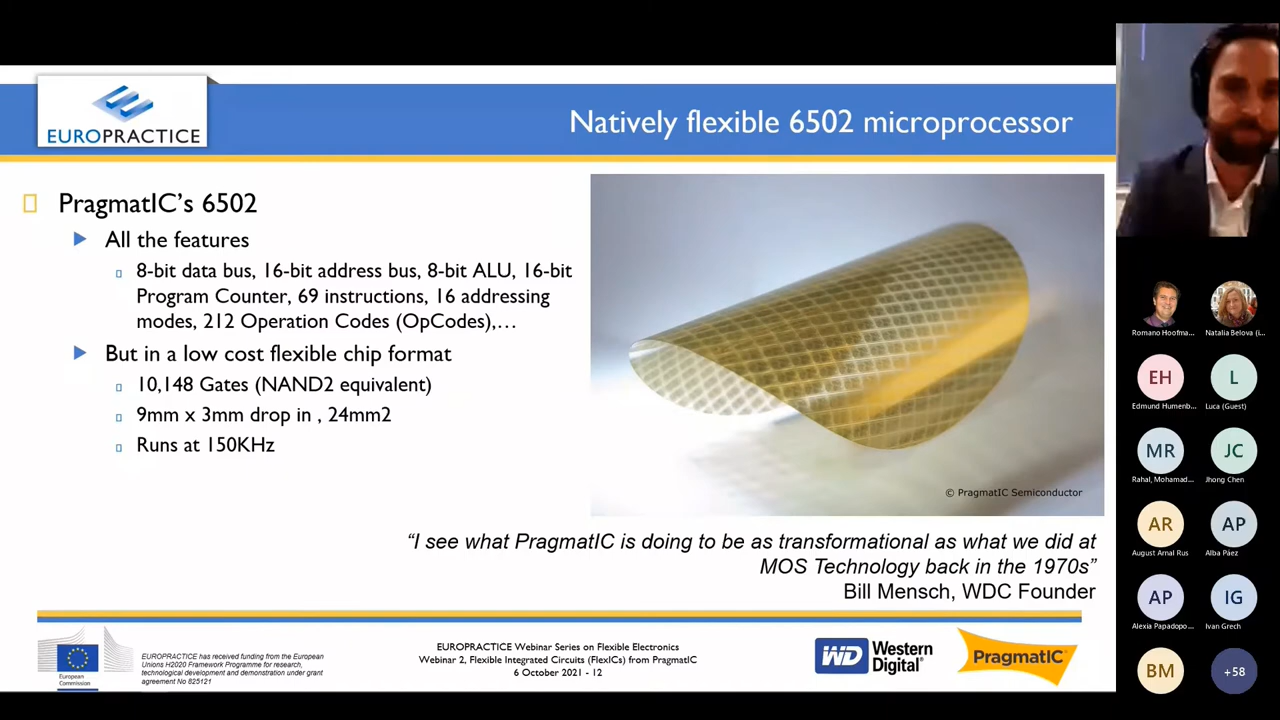 EUROPRACTICE
Natively flexible 6502 microprocessor
PragmatIC's 6502
All the features
8-bit data bus, 16-bit address bus, 8-bit ALU, 16-bit
Program Counter, 69 instructions, 16 addressing
modes, 212 Operation Codes (OpCodes),…
But in a low cost flexible chip format
10,148 Gates (NAND2 equivalent)
9mm x 3mm drop in , 24mm2
Runs at 150KHz
© PragmatIC Semiconductor
“I see what PragmatIC is doing to be as transformational as what we did at
MOS Technology back in the 1970s”
Bill Mensch, WDC Founder
European
Commission
EUROPRACTICE has received funding from the European
Unions H2020 Framework Programme for research,
technological development and demonstration under grant
agreement No 825121
EUROPRACTICE Webinar Series on Flexible Electronics
Webinar 2, Flexible Integrated Circuits (FlexICs) from PragmatIC
6 October 2021 - 12
WD Western
Digital®
PragmatIC®
Romano Hoofma...
Natalia Belova (i...
EH
Edmund Humenb...
L
Luca (Guest)
MR
Rahal, Mohamad...
JC
Jhong Chen
AR
August Arnal Rus
AP
Alba Páez
AP
Alexia Papadopo...
IG
Ivan Grech
BM
+58